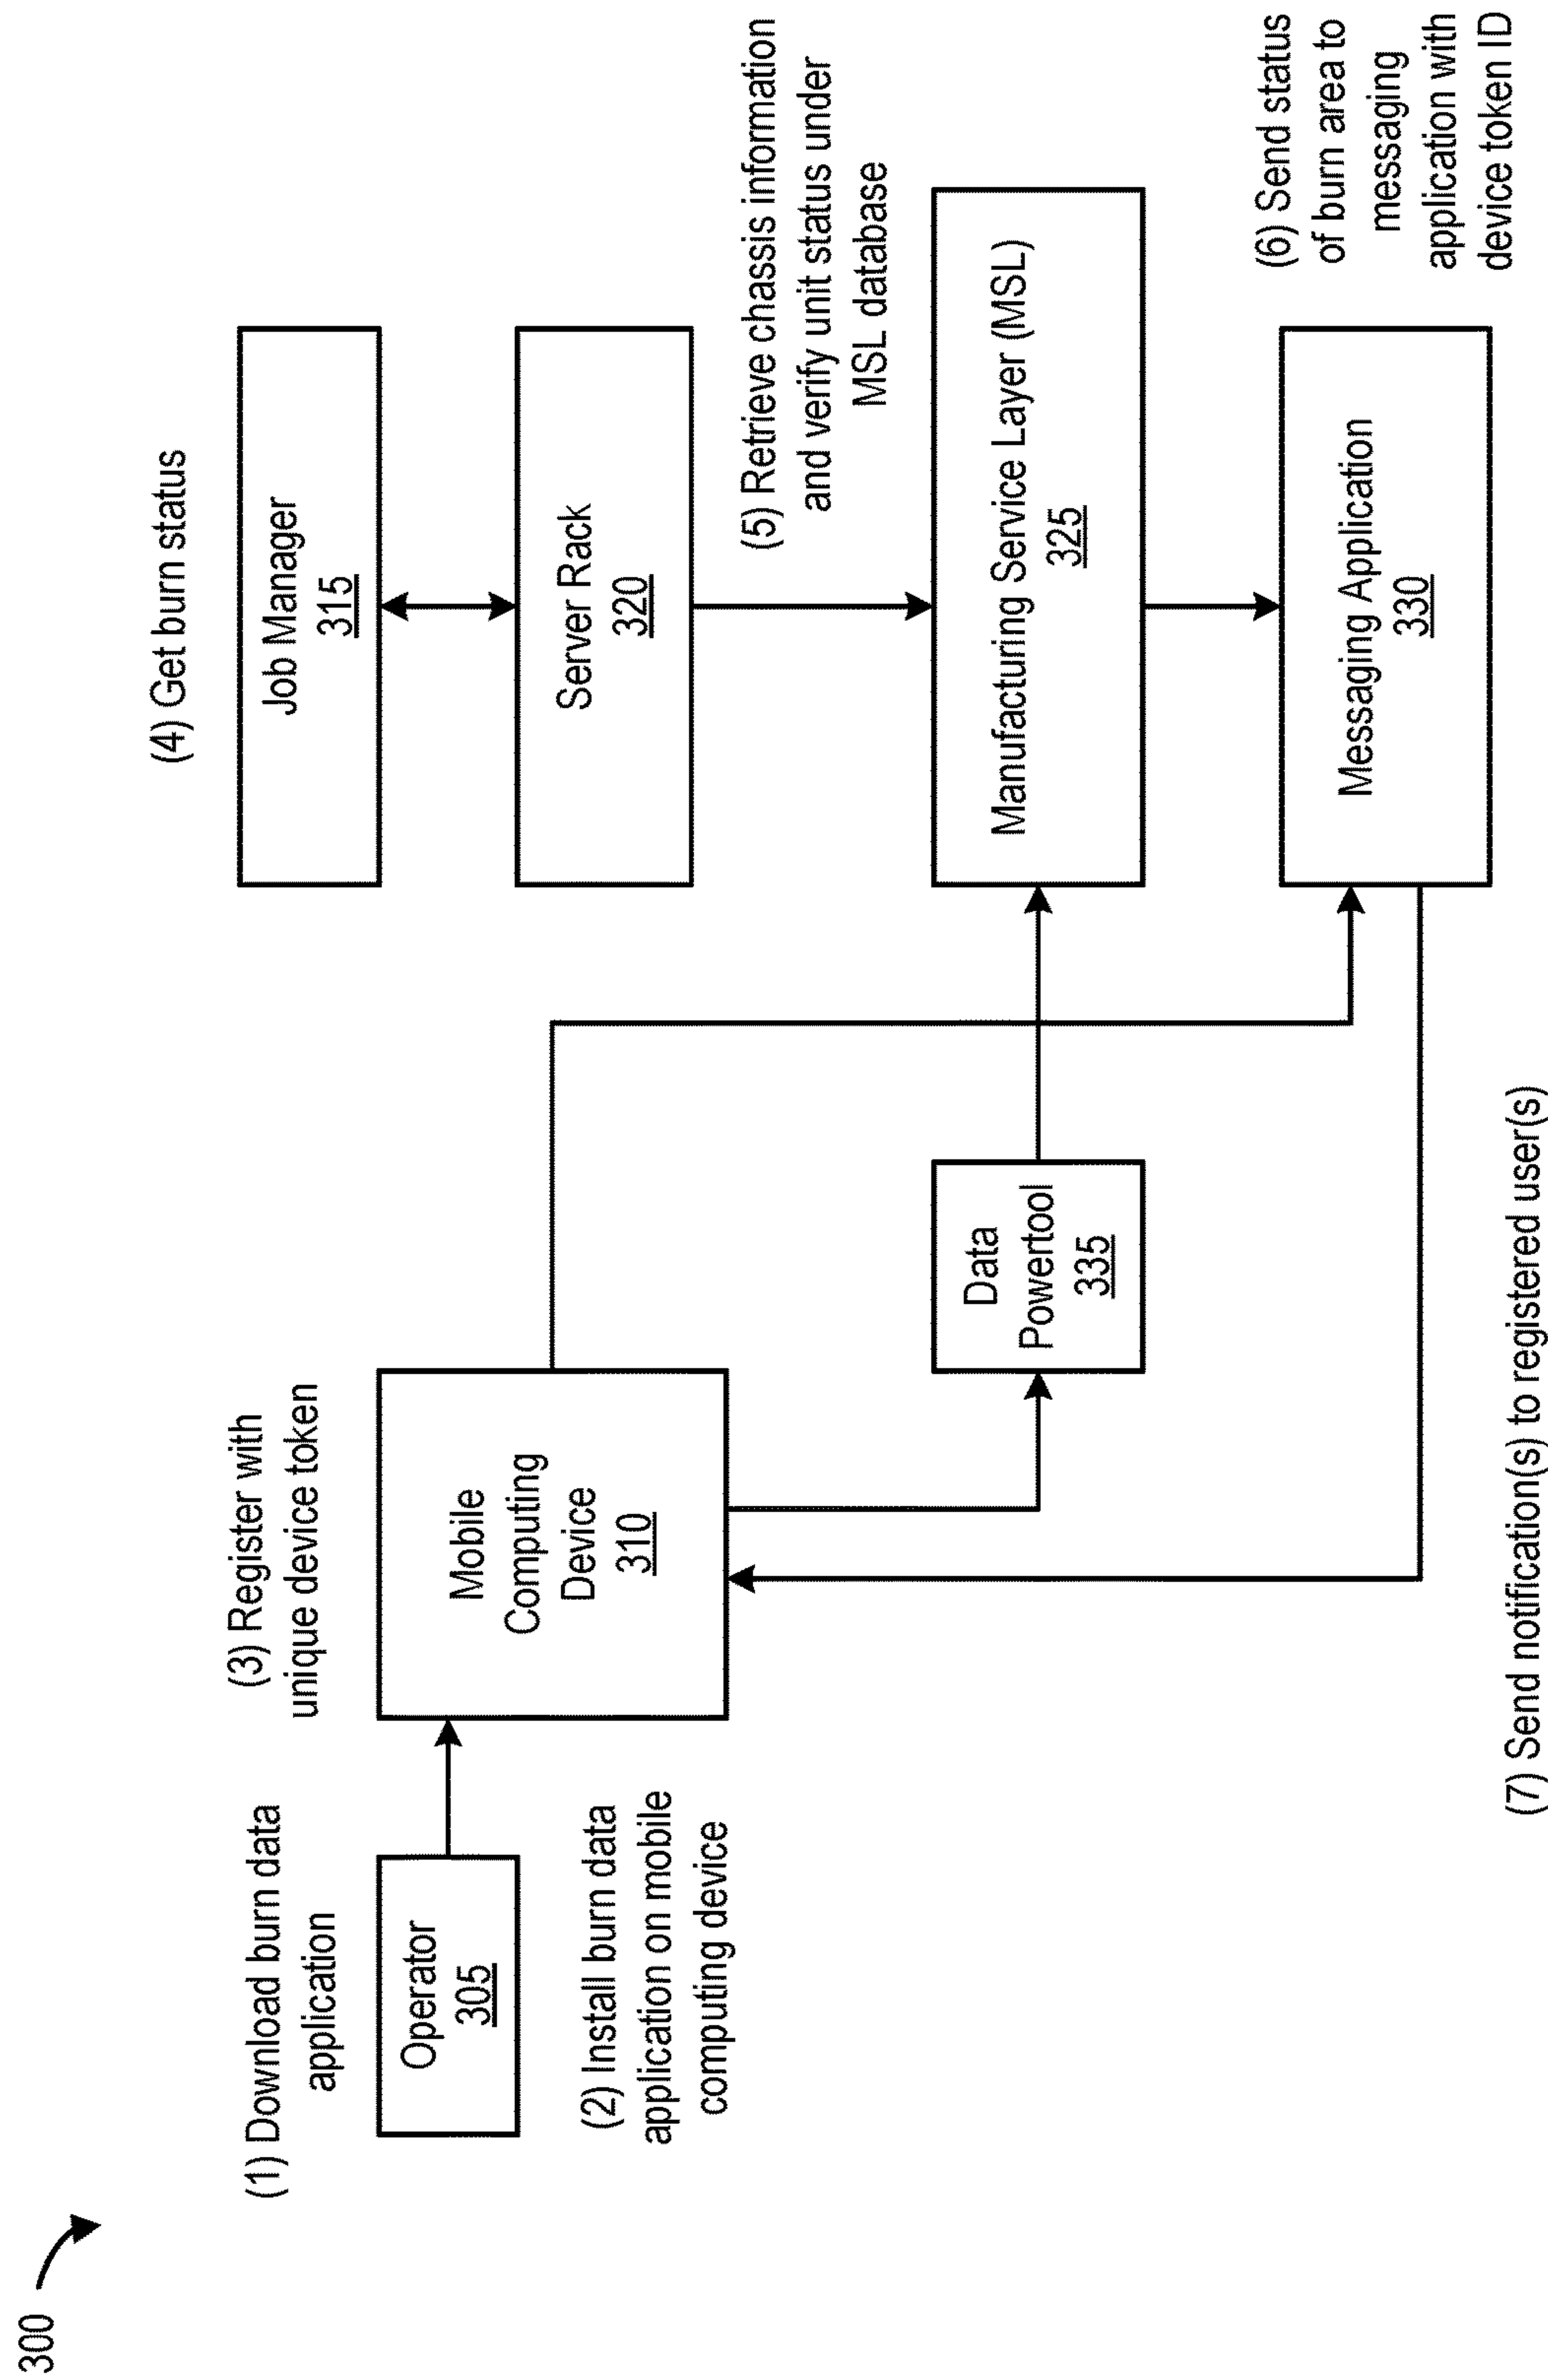 300
(1) Download burn data
application
Operator
305
(2) Install burn data
application on mobile
computing device
(3) Register with
unique device token
Mobile
Computing
Device
310
Data
Powertool
335
(4) Get burn status
Job Manager
315
Server Rack
320
(5) Retrieve chassis information
and verify unit status under
MSL database
Manufacturing Service Layer (MSL)
325
Messaging Application
330
(6) Send status
of burn area to
messaging
application with
device token ID
(7) Send notification(s) to registered user(s)